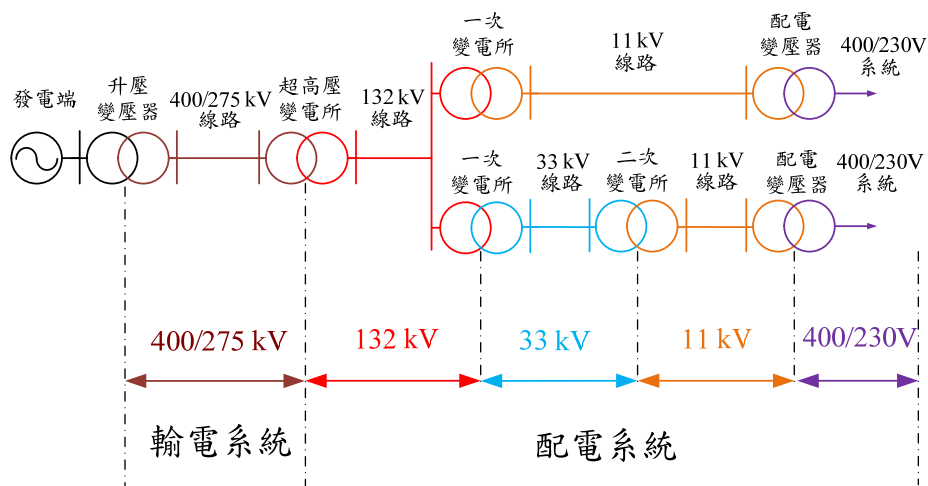 發電端
升壓
變壓器
400/275 kV
線路
超高壓
變電所
132 kV
線路
一次
變電所
11 kV
線路
配電
變壓器
400/230V
系統
一次
變電所
33 kV
線路
二次
變電所
11 kV
線路
配電
變壓器
400/230V
系統
400/275 kV
132 kV
33 kV
11 kV
400/230V
輸電系統
配電系統